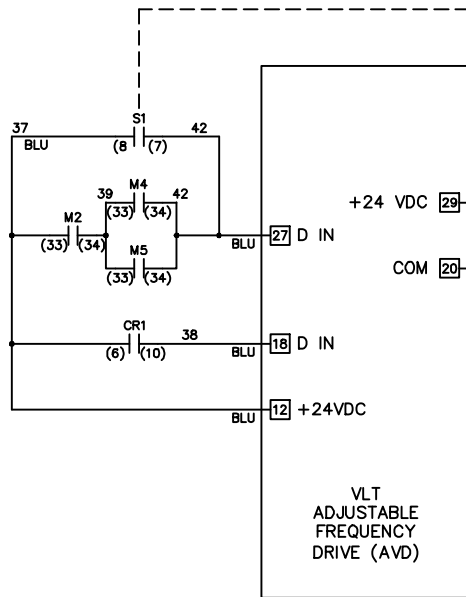 S1
37
42
BLU
(8
(7)
M4
39
42
(33)
(34)
M2
(33)
(34)
M5
(33)
(34)
BLU
27 D IN
+24 VDC 29
COM 20
CR1
38
(6)
(10)
BLU
18 D IN
BLU
12 +24VDC
VLT
ADJUSTABLE
FREQUENCY
DRIVE (AVD)